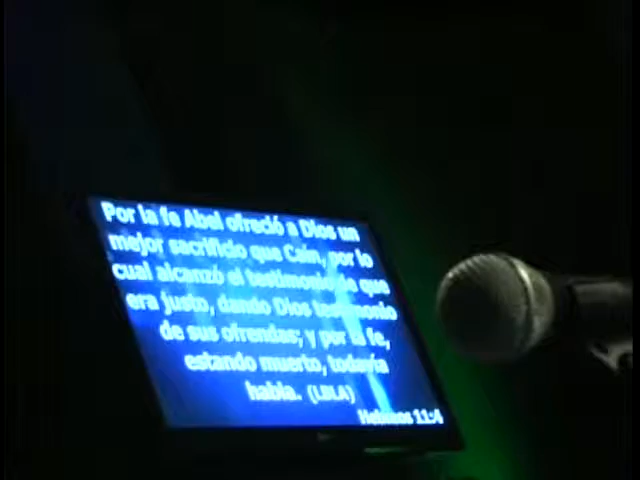 Por la fe Abel ofreció a Dios un
mejor sacrificio que Caín, por lo
cual alcanzó el testimonio de que
era justo, dando Dios testimonio
de sus ofrendas; y por la fe,
estando muerto, todavía
habla. (LBLA)
Hebreos 11:4